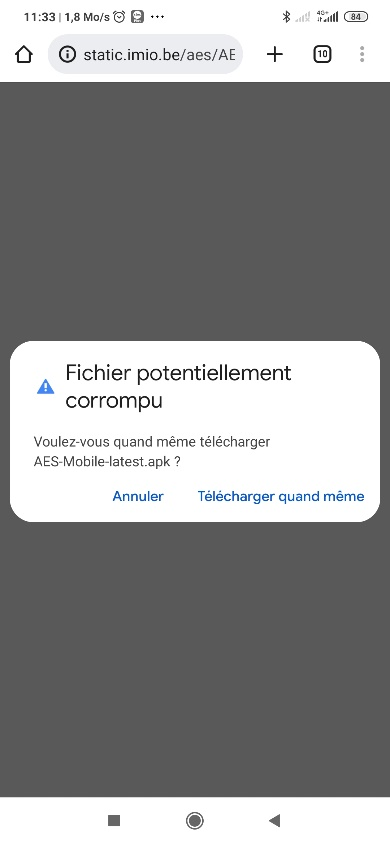 11:33 | 1,8 Mo/s
4G+
84
static.imio.be/aes/AE
10
Fichier potentiellement
corrompu
Voulez-vous quand même télécharger
AES-Mobile-latest.apk ?
Annuler Télécharger quand même